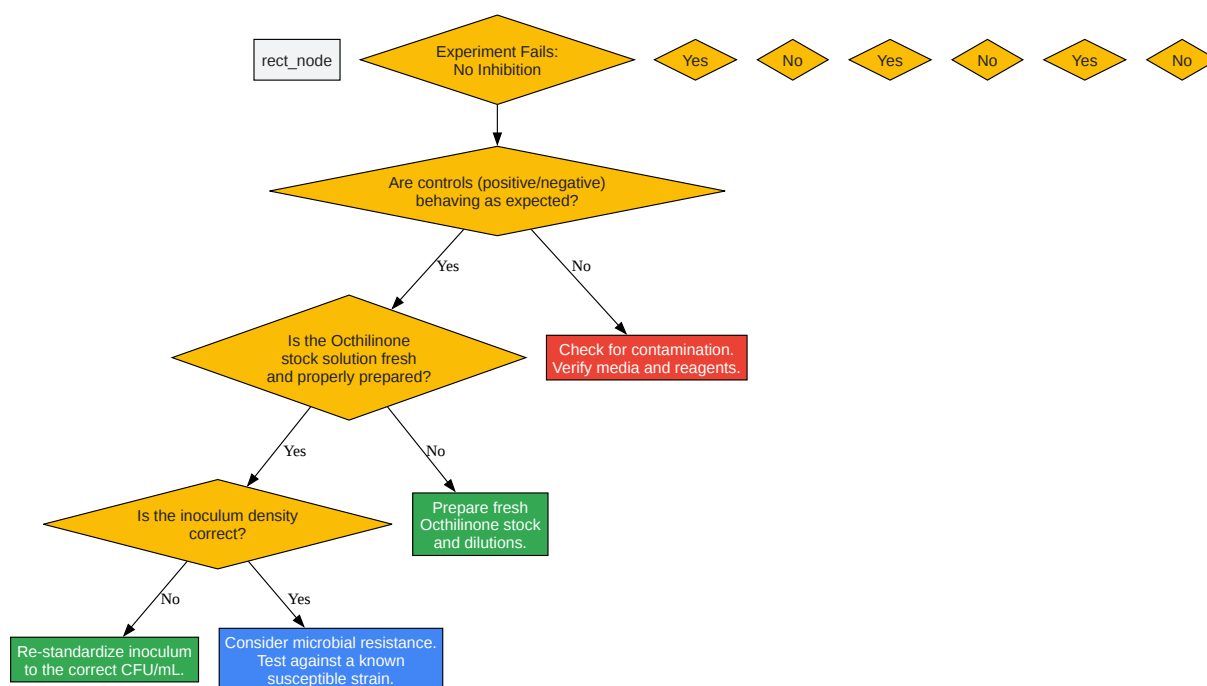 rect_node
Experiment Fails:
No Inhibition
Yes
No
Yes
No
Yes
No
Are controls (positive/negative)
behaving as expected?
Yes
No
Is the Octhilinone
stock solution fresh
and properly prepared?
Check for contamination.
Verify media and reagents.
Yes
No
Is the inoculum density
correct?
Prepare fresh
Octhilinone stock
and dilutions.
No
Yes
Re-standardize inoculum
to the correct CFU/mL.
Consider microbial resistance.
Test against a known
susceptible strain.